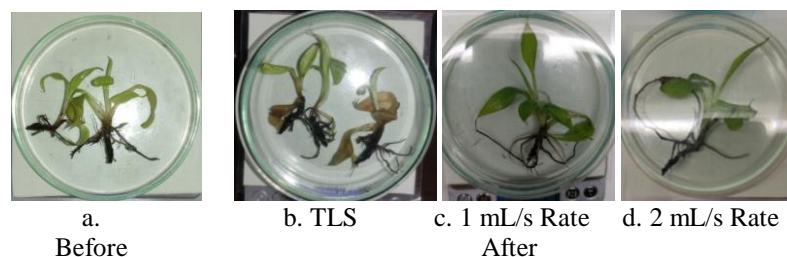 a.
Before
b. TLS
c. 1 mL/s Rate
d. 2 mL/s Rate
After